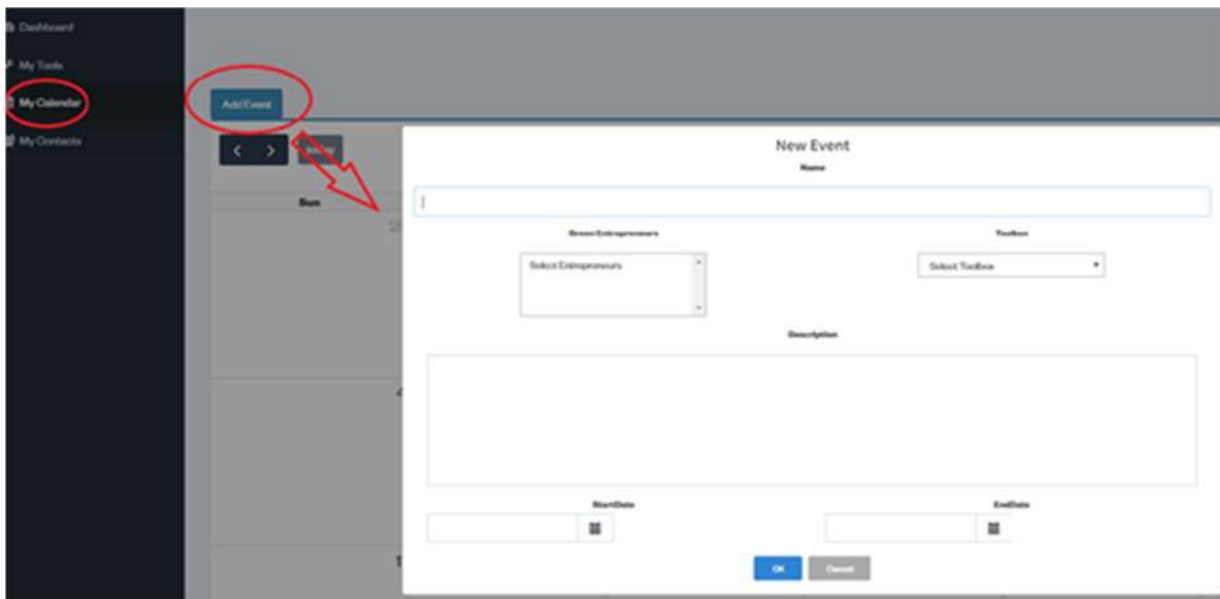 Dashboard
My Tools
My Calendar
My Contacts
Add Event
Sun
New Event
Name
Green Entrepreneurs
Toolbox
Select Entrepreneurs
Select Toolbox
Description
StartDate
EndDate
OK
Cancel